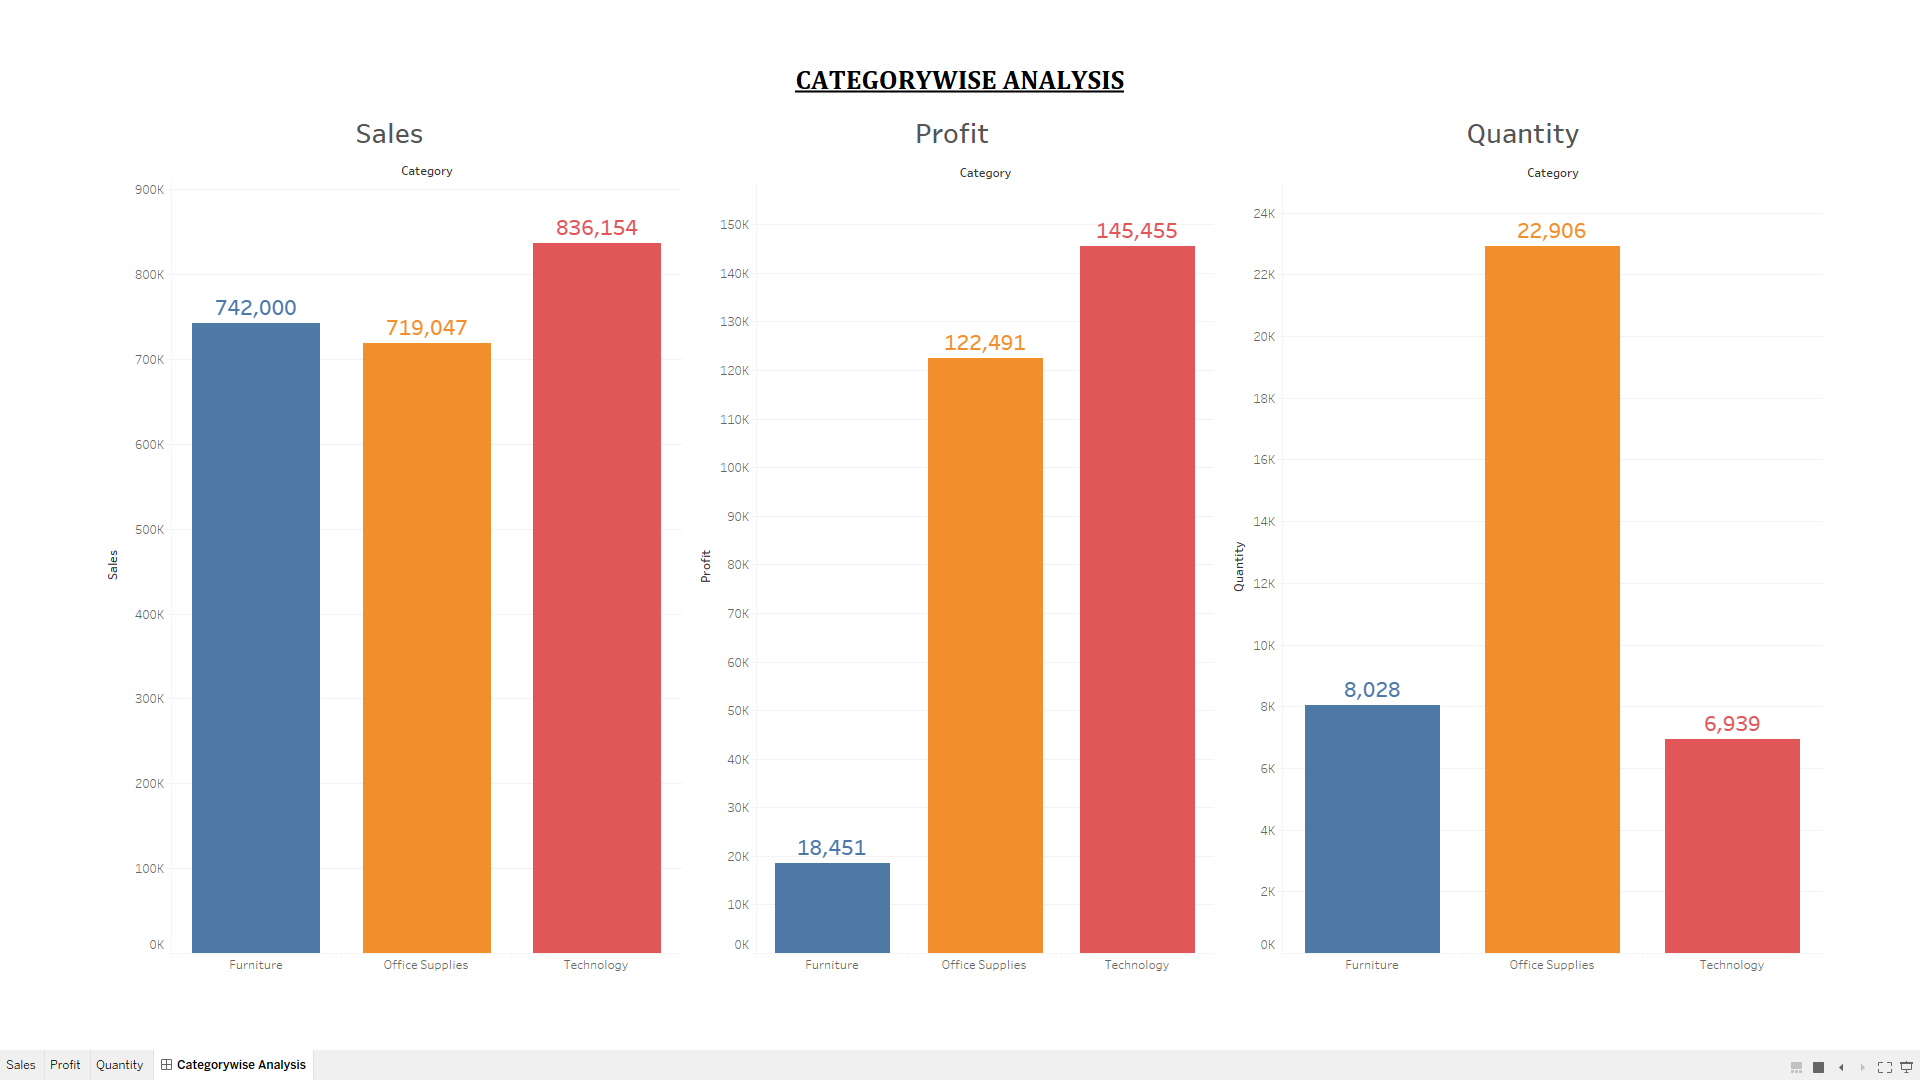 CATEGORYWISE ANALYSIS
Sales
Category
900K
800K
700K
600K
500K
400K
300K
200K
100K
0K
Sales
742,000
719,047
836,154
Furniture
Office Supplies
Technology
Profit
Category
150K
140K
130K
120K
110K
100K
90K
80K
70K
60K
50K
40K
30K
20K
10K
0K
Profit
18,451
122,491
145,455
Furniture
Office Supplies
Technology
Quantity
Category
24K
22K
20K
18K
16K
14K
12K
10K
8K
6K
4K
2K
0K
Quantity
8,028
22,906
6,939
Furniture
Office Supplies
Technology
Sales Profit Quantity Categorywise Analysis